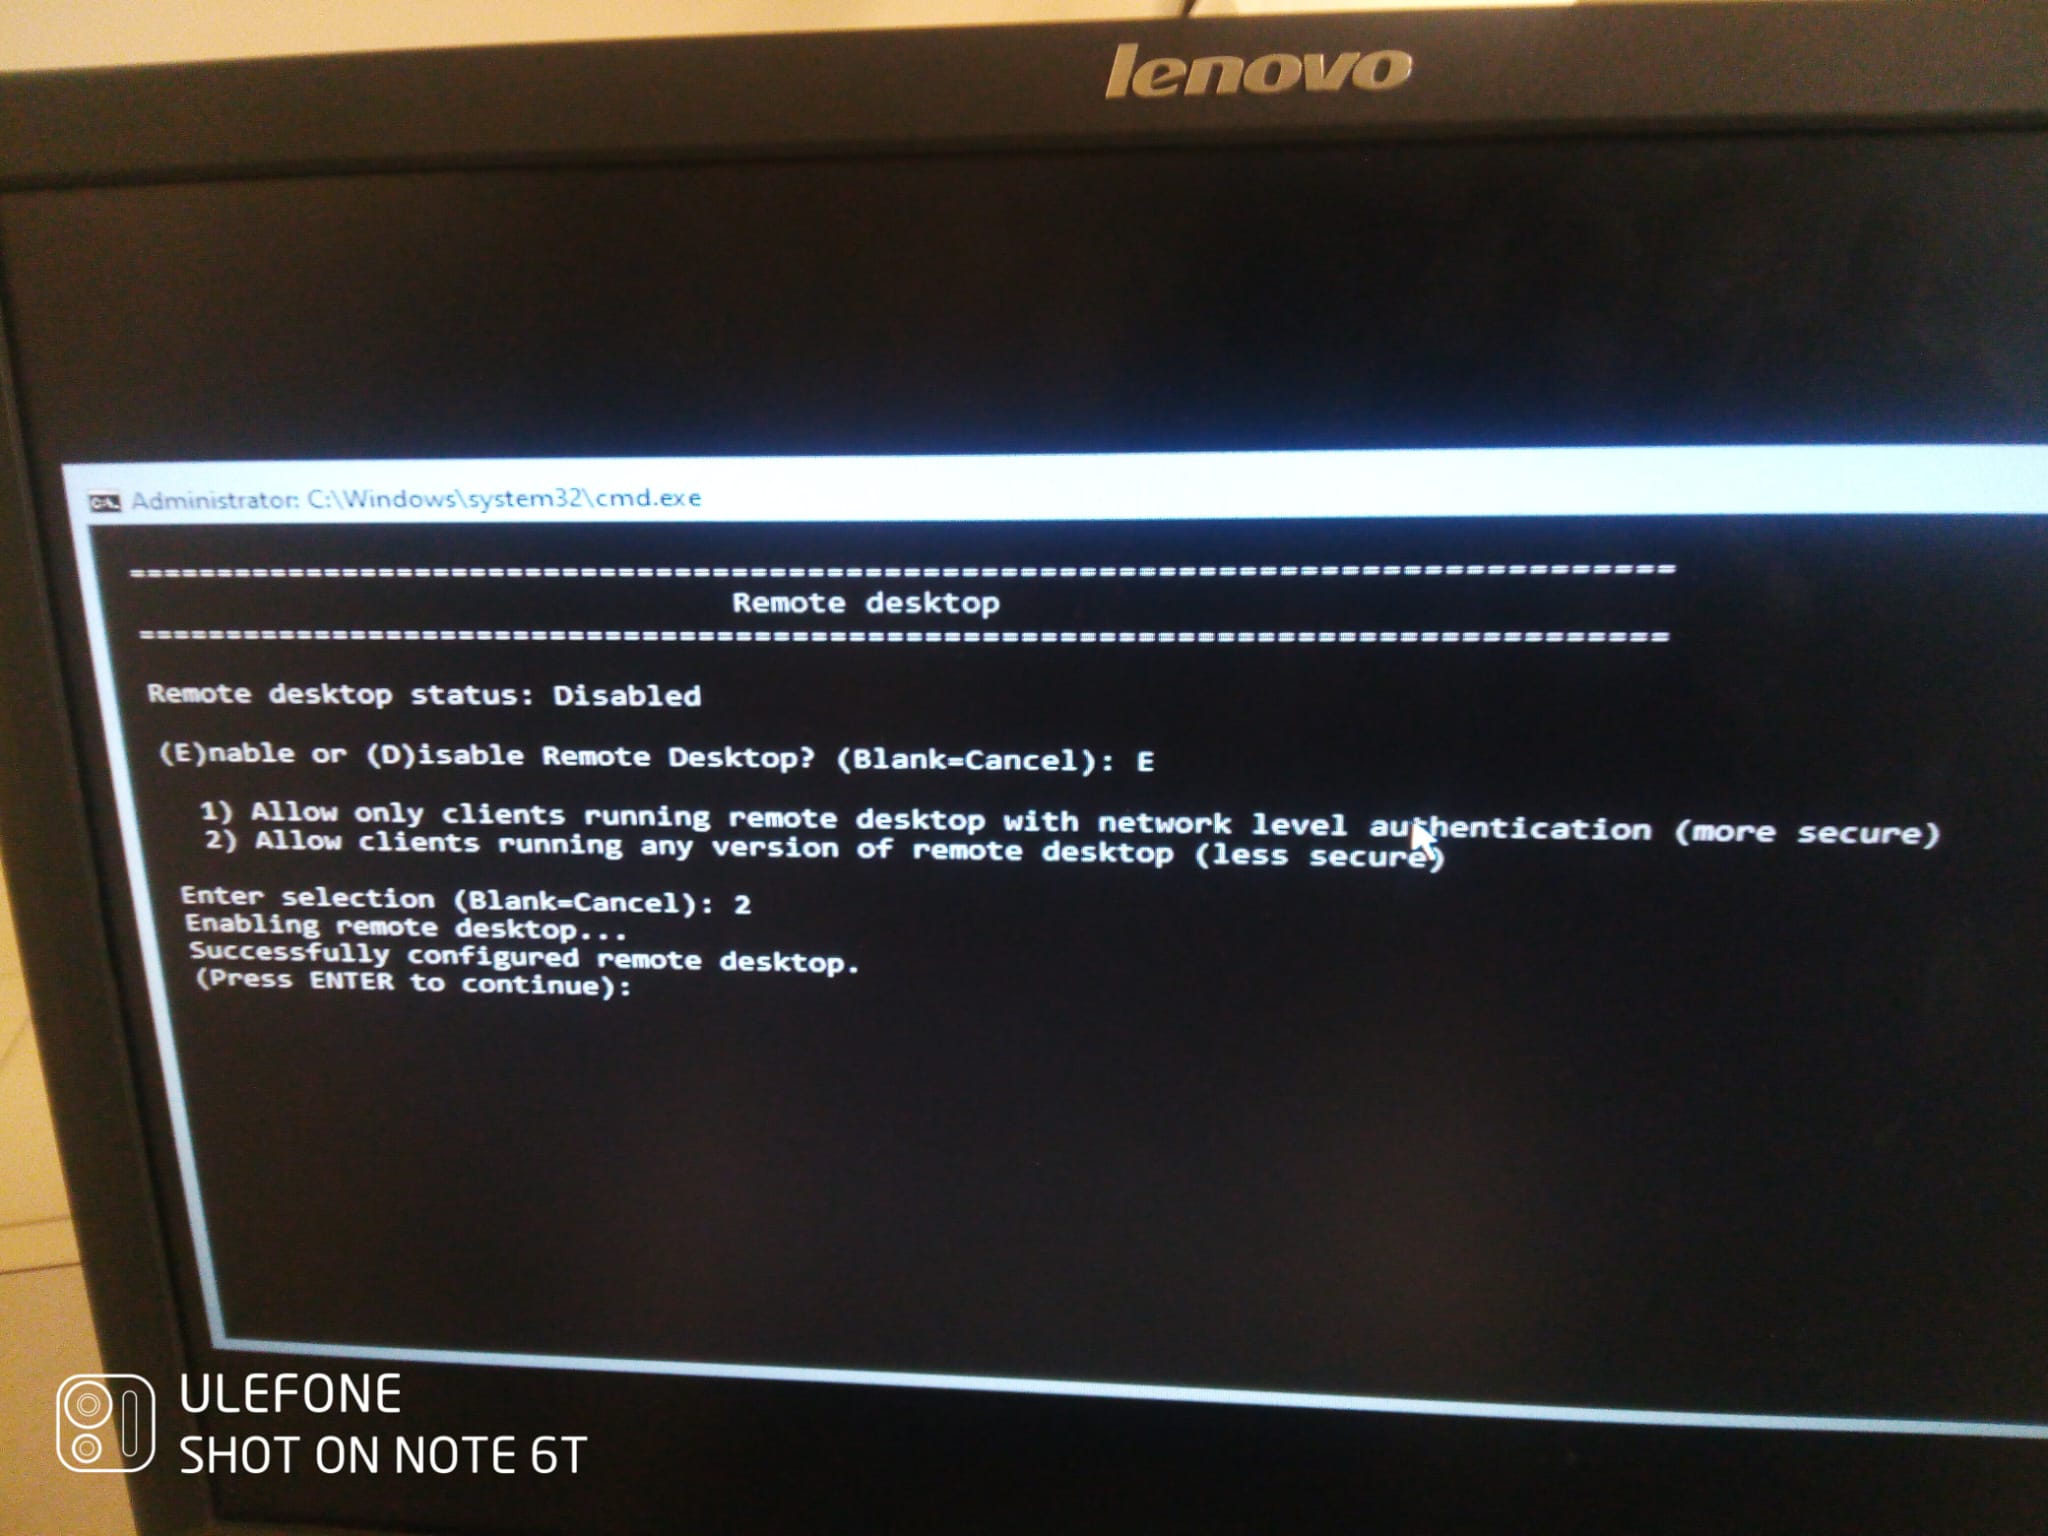 lenovo
Administrator: C:\Windows\system32\cmd.exe
================================================================================
Remote desktop
================================================================================
Remote desktop status: Disabled
(E)nable or (D)isable Remote Desktop? (Blank=Cancel): E
1) Allow only clients running remote desktop with network level authentication (more secure)
2) Allow clients running any version of remote desktop (less secure)
Enter selection (Blank=Cancel): 2
Enabling remote desktop...
Successfully configured remote desktop.
(Press ENTER to continue):
ULEFONE
SHOT ON NOTE 6T